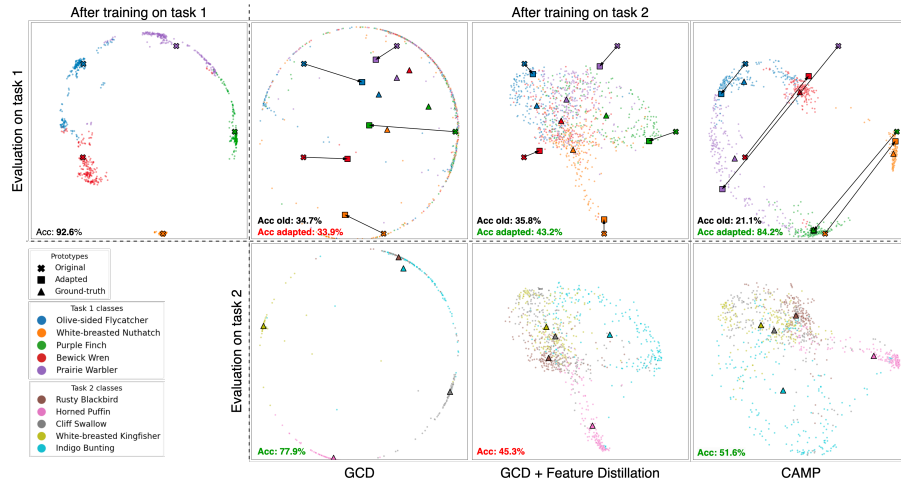 After training on task 1
After training on task 2
Evaluation on task 1
Acc: 92.6%
Acc old: 34.7%
Acc adapted: 33.9%
Acc old: 35.8%
Acc adapted: 43.2%
Acc old: 21.1%
Acc adapted: 84.2%
Prototypes
Original
Adapted
Ground-truth
Task 1 classes
Olive-sided Flycatcher
White-breasted Nuthatch
Purple Finch
Bewick Wren
Prairie Warbler
Task 2 classes
Rusty Blackbird
Horned Puffin
Cliff Swallow
White-breasted Kingfisher
Indigo Bunting
Evaluation on task 2
Acc: 77.9%
Acc: 45.3%
Acc: 51.6%
GCD
GCD + Feature Distillation
CAMP